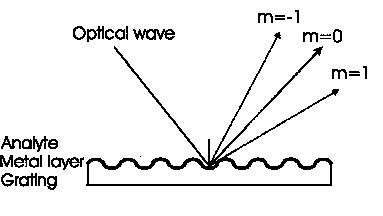 m=-1
Optical wave
m=0
m=1
Analyte
Metal layer
Grating